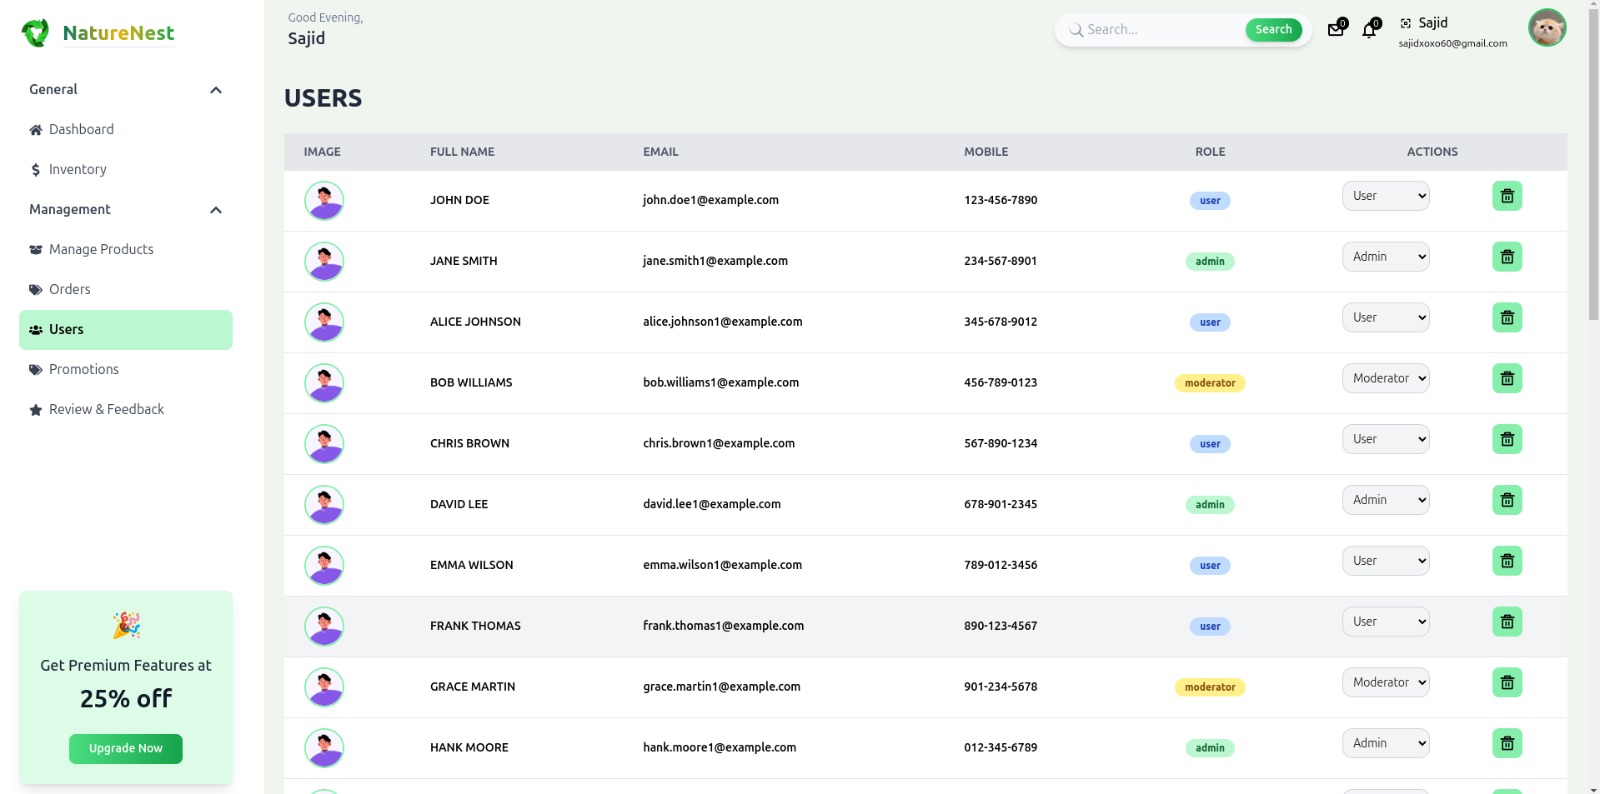 NatureNest
General
Dashboard
Inventory
Management
Manage Products
Orders
Users
Promotions
Review & Feedback
Get Premium Features at
25% off
Upgrade Now
Good Evening,
Sajid
Search...
Search
0
0
Sajid
sajidxoxo60@gmail.com
USERS
IMAGE FULL NAME EMAIL MOBILE ROLE ACTIONS
JOHN DOE john.doe1@example.com 123-456-7890 user User
JANE SMITH jane.smith1@example.com 234-567-8901 admin Admin
ALICE JOHNSON alice.johnson1@example.com 345-678-9012 user User
BOB WILLIAMS bob.williams1@example.com 456-789-0123 moderator Moderator
CHRIS BROWN chris.brown1@example.com 567-890-1234 user User
DAVID LEE david.lee1@example.com 678-901-2345 admin Admin
EMMA WILSON emma.wilson1@example.com 789-012-3456 user User
FRANK THOMAS frank.thomas1@example.com 890-123-4567 user User
GRACE MARTIN grace.martin1@example.com 901-234-5678 moderator Moderator
HANK MOORE hank.moore1@example.com 012-345-6789 admin Admin